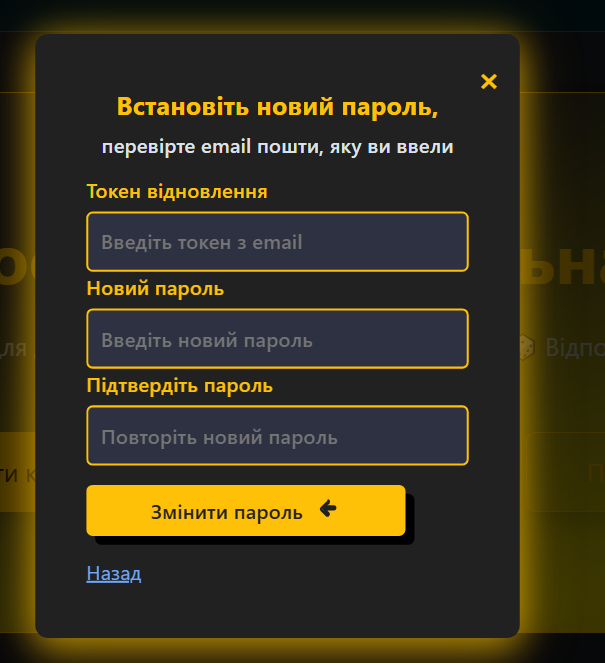 Встановіть новий пароль,
перевірте email пошти, яку ви ввели
Токен відновлення
Введіть токен з email
Новий пароль
Введіть новий пароль
Підтвердіть пароль
Повторіть новий пароль
Змінити пароль
Назад